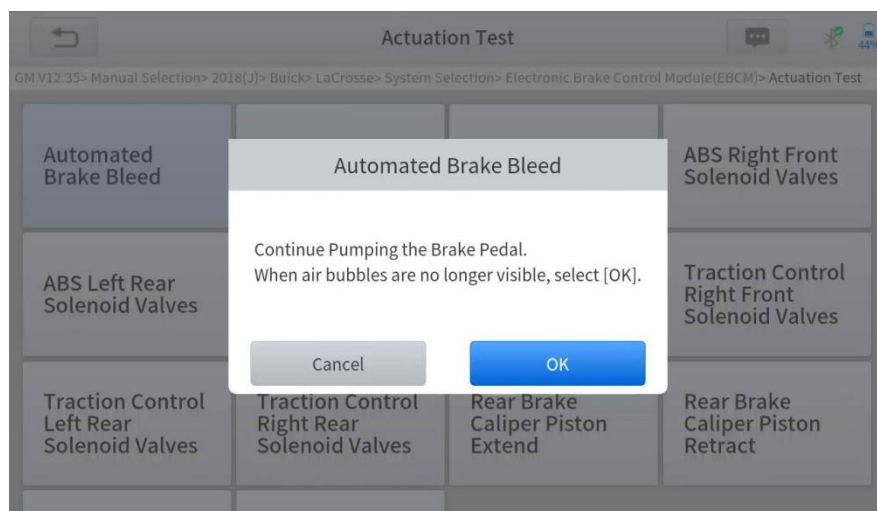 Actuation Test
44%
GM V12.35> Manual Selection> 2018(J)> Buick> LaCrosse> System Selection> Electronic Brake Control Module(EBCM)> Actuation Test
Automated
Brake Bleed
Automated Brake Bleed
ABS Right Front
Solenoid Valves
Continue Pumping the Brake Pedal.
When air bubbles are no longer visible, select [OK].
ABS Left Rear
Solenoid Valves
Traction Control
Right Front
Solenoid Valves
Cancel
OK
Traction Control
Left Rear
Solenoid Valves
Traction Control
Right Rear
Solenoid Valves
Rear Brake
Caliper Piston
Extend
Rear Brake
Caliper Piston
Retract